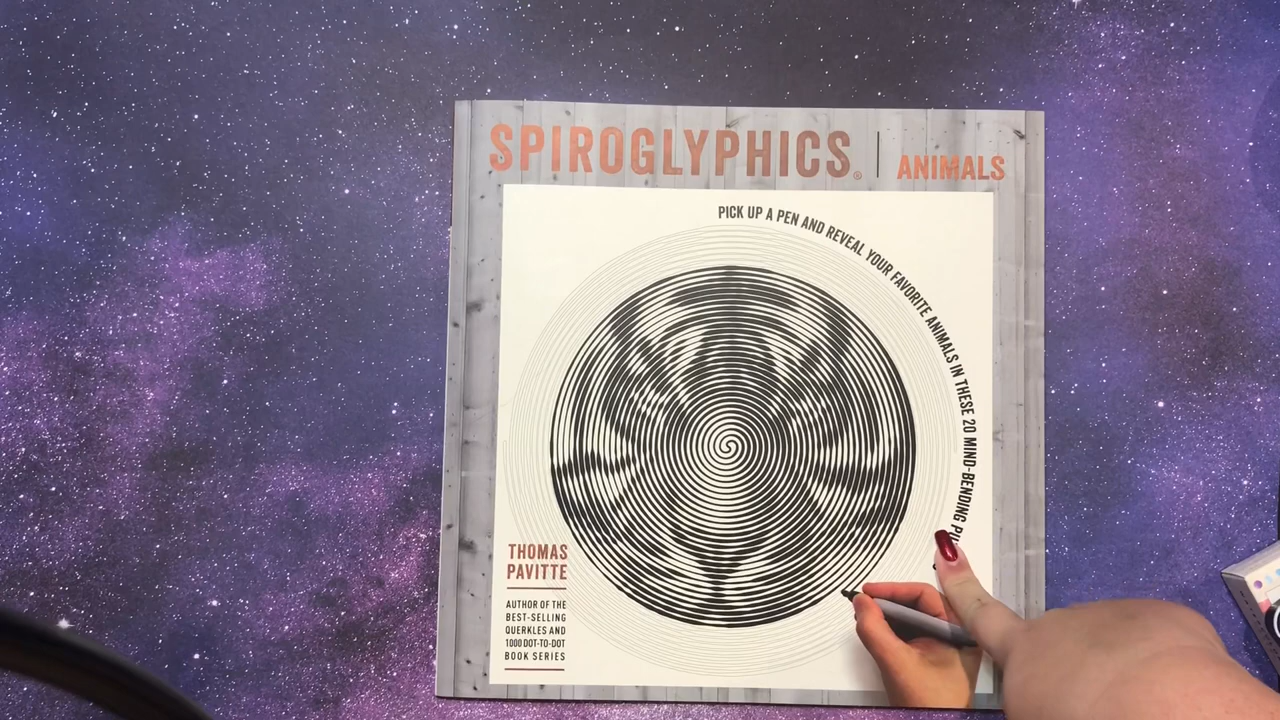 SPIROGLYPHICS® | ANIMALS
PICK UP A PEN AND REVEAL YOUR FAVORITE ANIMALS IN THESE 20 MIND-BENDING
THOMAS
PAVITTE
AUTHOR OF THE
BEST-SELLING
QUERKLES AND
1000 DOT-TO-DOT
BOOK SERIES